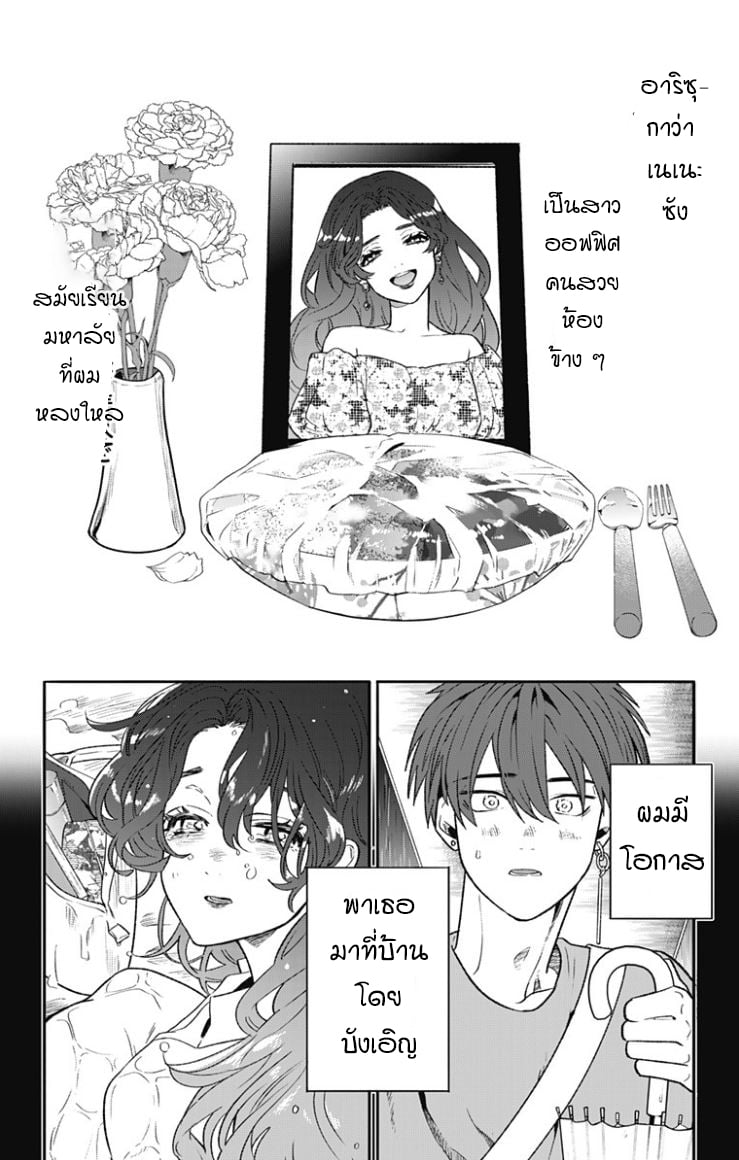 อาริซุ-
กาว่า
เนเนะ
ซัง
เป็นสาว
ออฟฟิศ
คนสวย
ห้อง
ข้าง ๆ
สมัยเรียน
มหาลัย
ที่ผม
หลงใหล
ผมมี
โอกาส
พาเธอ
มาที่บ้าน
โดย
บังเอิญ